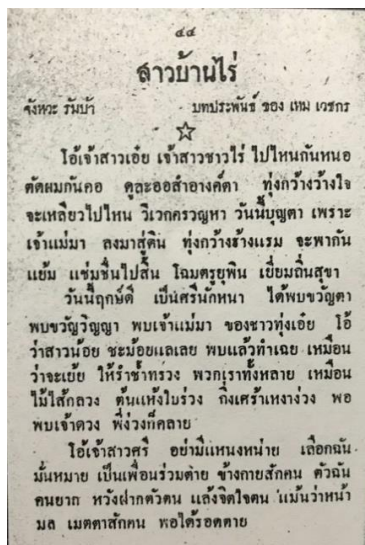 ๔๔
สาวบ้านไร่
จังหวะ รัมบ้า บทประพันธ์ ของ เหม เวชกร
โอ้เจ้าสาวเอ๋ย เจ้าสาวชาวไร่ ไปไหนกันหนอ
ตัดผมกันคอ ดูละออสำอางค์ตา ทุ่งกว้างว้างใจ
จะเหลียวไปไหน วิเวกครวญหา วันนี้บุญตา เพราะ
เจ้าแม่มา ลงมาสู่ดิน ทุ่งกว้างร้างแรม จะพากัน
แย้ม แช่มชื่นไปสิ้น โฉมตรูยุพิน เยี่ยมถิ่นสุขา
วันนี้ฤกษ์ดี เป็นศรีนักหนา ได้พบขวัญตา
พบขวัญวิญญา พบเจ้าแม่มา ของชาวทุ่งเอ๋ย โอ้
ว่าสาวน้อย ชะม้อยแลเลย พบแล้วทำเฉย เหมือน
ว่าจะเย้ย ให้รำช้ำทรวง พวกเราทั้งหลาย เหมือน
ไม้ไส้กลวง ต้นแห้งใบร่วง กิ่งเศร้าเหงาง่วง พอ
พบเจ้าดวง พี่ง่วงก็คลาย
โอ้เจ้าสาวศรี อย่ามีแหนงหน่าย เลือกฉัน
มั่นหมาย เป็นเพื่อนร่วมตาย ข้างกายสักคน ตัวฉัน
คนยาก หวังฝากตัวตน แล้งจิตใจตน แม้นว่าหน้า
มล เมตตาสักคน พอได้รอดตาย